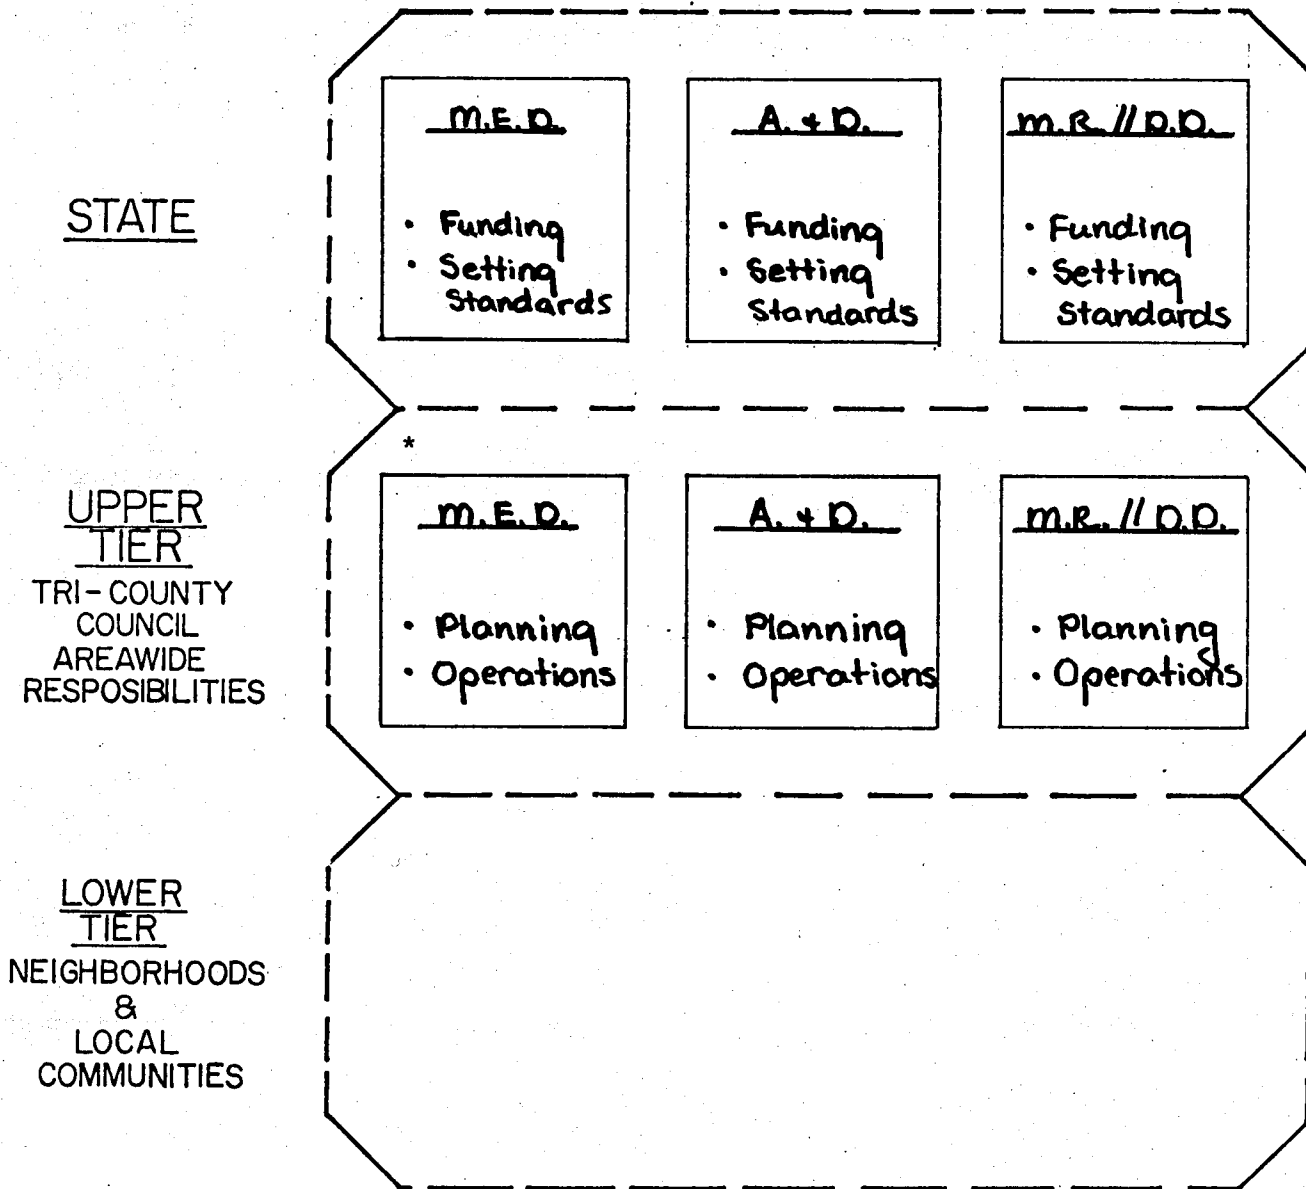 STATE
M.E.D.
• Funding
• Setting
Standards
A. + D.
• Funding
• Setting
Standards
M.R. // D.D.
• Funding
• Setting
Standards
UPPER
TIER
TRI-COUNTY
COUNCIL
AREAWIDE
RESPOSIBILITIES
*
M.E.D.
• Planning
• Operations
A. + D.
• Planning
• Operations
M.R. // D.D.
• Planning
• Operations
LOWER
TIER
NEIGHBORHOODS
&
LOCAL
COMMUNITIES